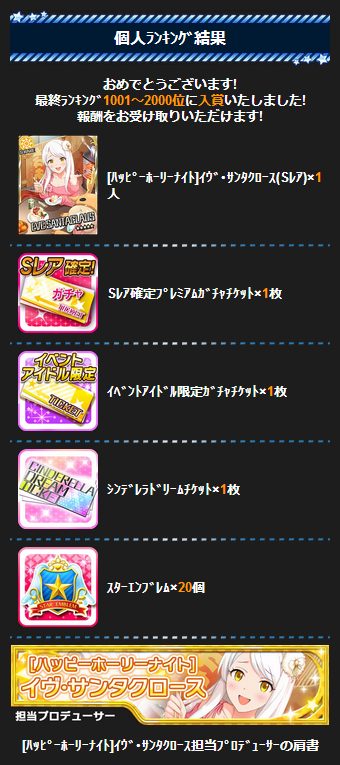 個人ﾗﾝｷﾝｸﾞ結果
おめでとうございます!
最終ﾗﾝｷﾝｸﾞ1001～2000位に入賞いたしました!
報酬をお受け取りいただけます!
EVE SANTACLAUS
[ﾊｯﾋﾟｰﾎｰﾘｰﾅｲﾄ]イヴ・ｻﾝﾀｸﾛｰｽ(Sﾚｱ)×1
人
Sレア確定!
ガチャ
Sﾚｱ確定ﾌﾟﾚﾐｱﾑｶﾞﾁｬﾁｹｯﾄ×1枚
イベント
アイドル限定
TICKET
ｲﾍﾞﾝﾄｱｲﾄﾞﾙ限定ｶﾞﾁｬﾁｹｯﾄ×1枚
CINDERELLA
DREAM
TICKET
ｼﾝﾃﾞﾚﾗﾄﾞﾘｰﾑﾁｹｯﾄ×1枚
STAR EMBLEM
ｽﾀｰｴﾝﾌﾞﾚﾑ×20個
[ハッピーホーリーナイト]
イヴ・サンタクロース
担当プロデューサー
[ﾊｯﾋﾟｰﾎｰﾘｰﾅｲﾄ]ｲｳﾞ・ｻﾝﾀｸﾛｰｽ担当ﾌﾟﾛﾃﾞｭｰｻｰの肩書